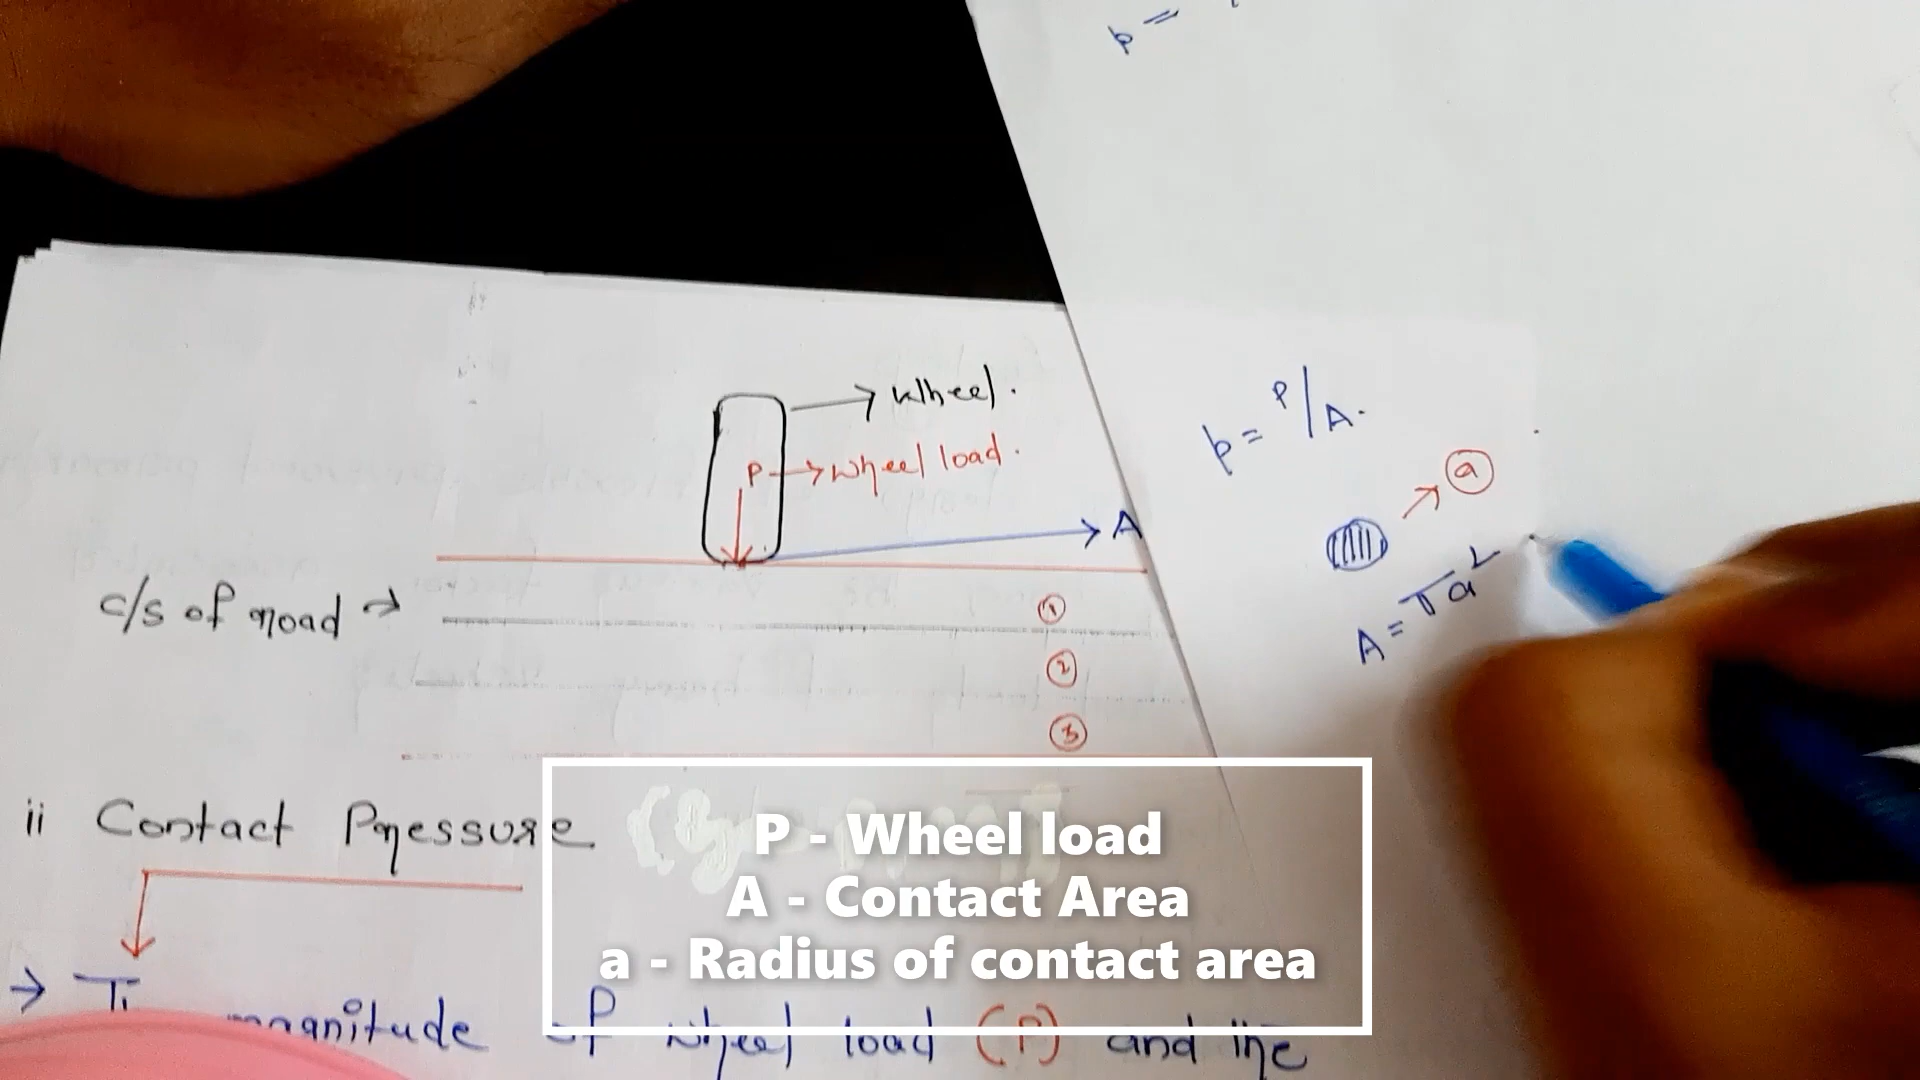 p =
→ Wheel.
P → wheel load.
→ A
c/s of road →
①
②
③
p = P/A.
→ ⓐ
A = πa²
ii Contact Pressure
P - Wheel load
A - Contact Area
a - Radius of contact area
→ magnitude of wheel load (P) and the